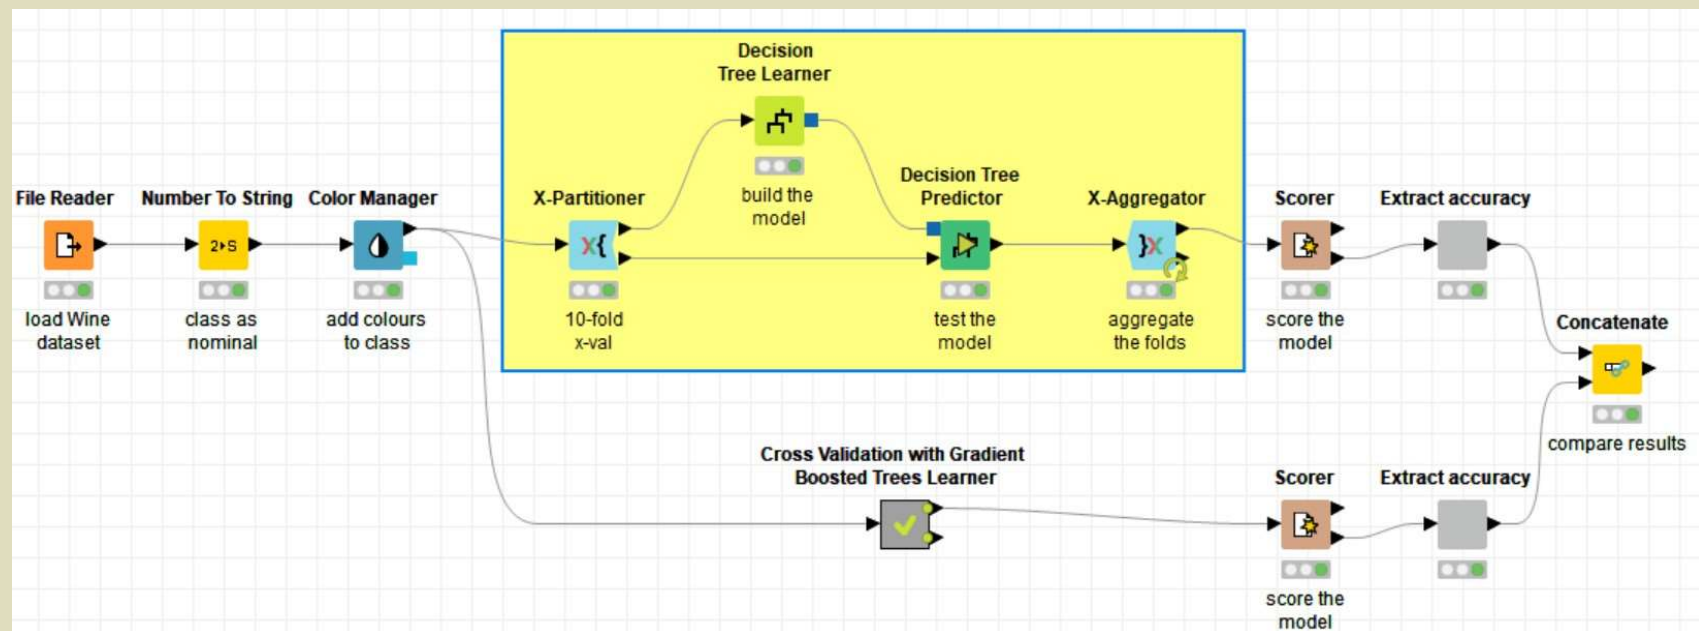 Decision
Tree Learner
build the
model
File Reader
load Wine
dataset
Number To String
2▸S
class as
nominal
Color Manager
add colours
to class
X-Partitioner
X{
10-fold
x-val
Decision Tree
Predictor
test the
model
X-Aggregator
}X
aggregate
the folds
Scorer
score the
model
Extract accuracy
Concatenate
compare results
Cross Validation with Gradient
Boosted Trees Learner
Scorer
score the
model
Extract accuracy